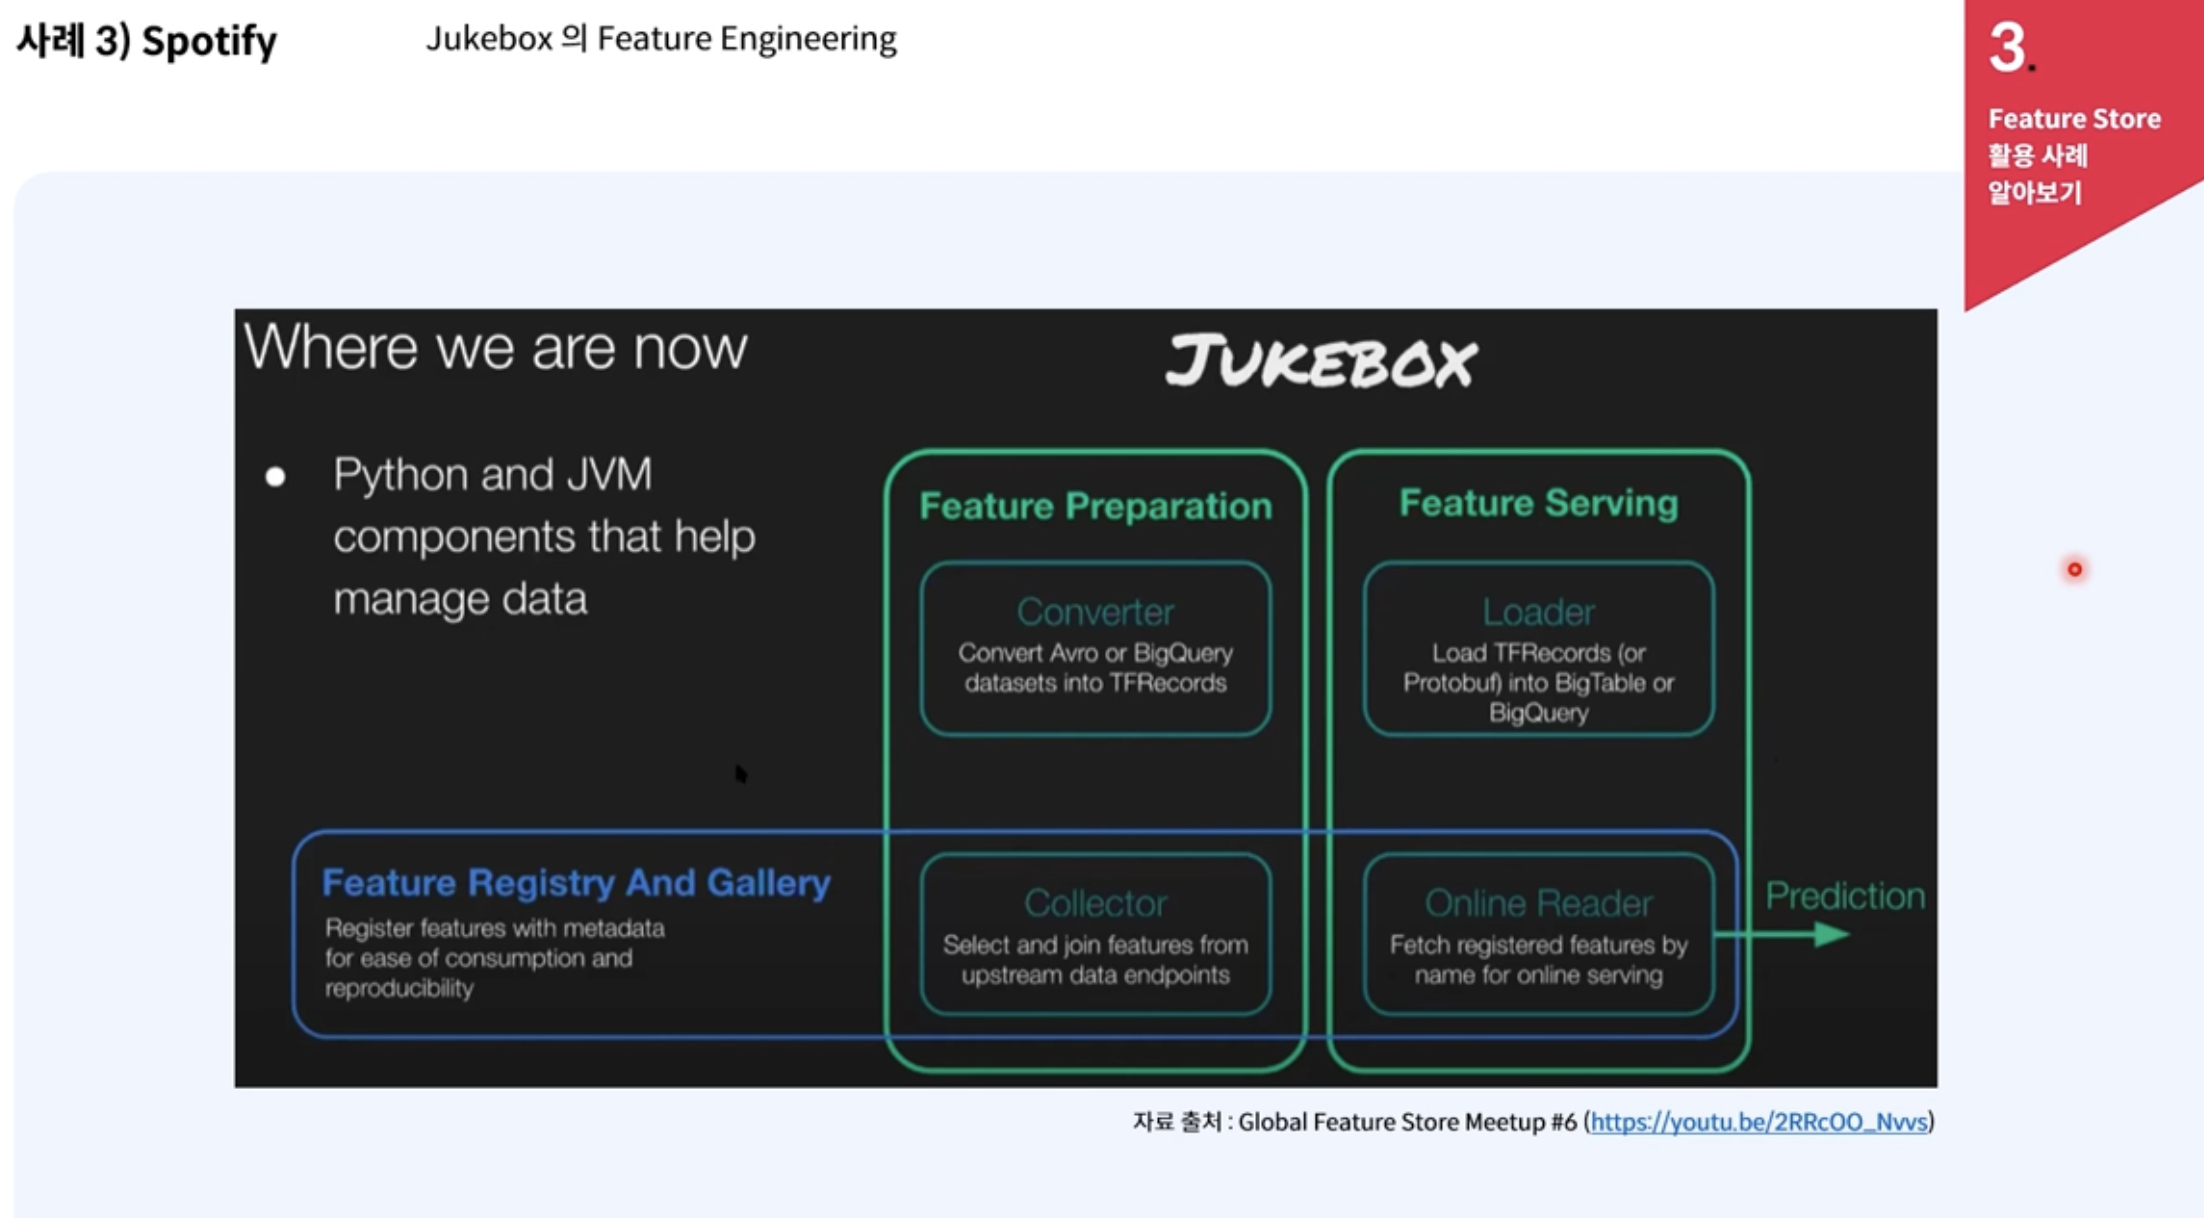 사례 3) Spotify
Jukebox 의 Feature Engineering
3.
Feature Store
활용 사례
알아보기
Where we are now
JUKEBOX
● Python and JVM
components that help
manage data
Feature Preparation
Converter
Convert Avro or BigQuery
datasets into TFRecords
Feature Serving
Loader
Load TFRecords (or
Protobuf) into BigTable or
BigQuery
Feature Registry And Gallery
Register features with metadata
for ease of consumption and
reproducibility
Collector
Select and join features from
upstream data endpoints
Online Reader
Fetch registered features by
name for online serving
Prediction
자료 출처 : Global Feature Store Meetup #6 (https://youtu.be/2RRcOO_Nvvs)